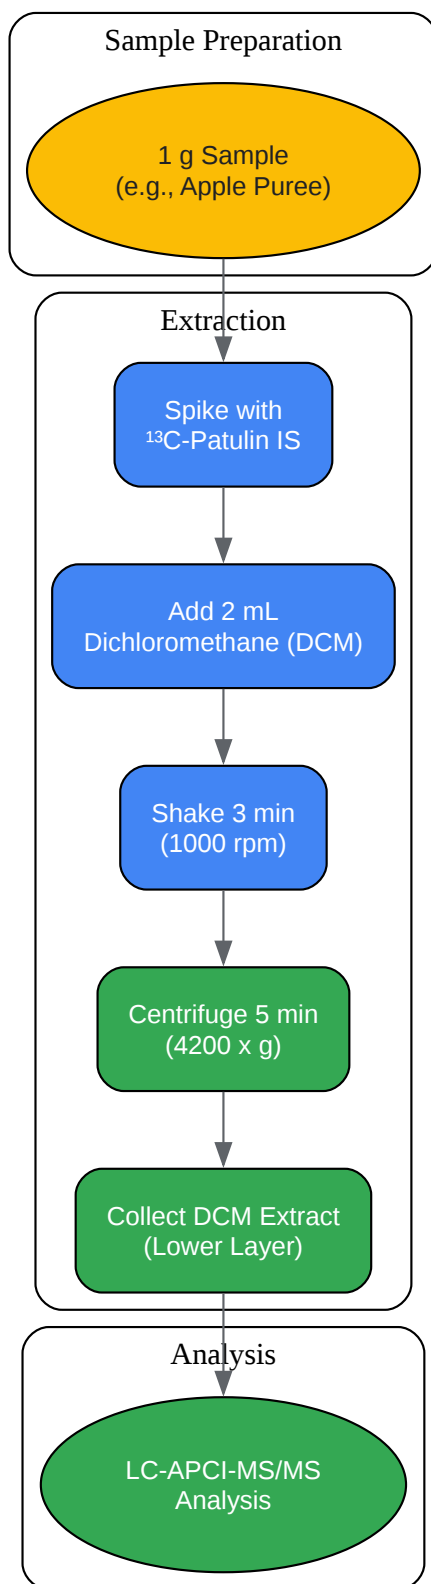 Sample Preparation
1 g Sample
(e.g., Apple Puree)
Extraction
Spike with
¹³C-Patulin IS
Add 2 mL
Dichloromethane (DCM)
Shake 3 min
(1000 rpm)
Centrifuge 5 min
(4200 x g)
Collect DCM Extract
(Lower Layer)
Analysis
LC-APCI-MS/MS
Analysis